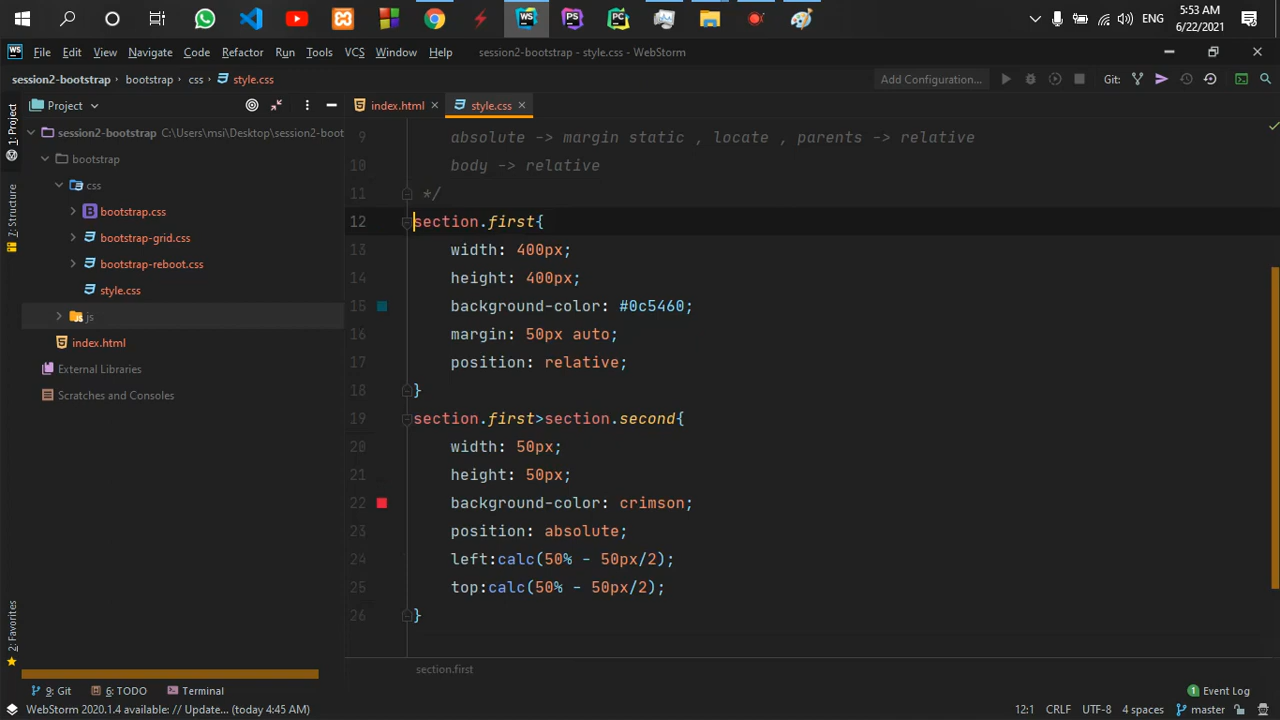 ENG
5:53 AM
6/22/2021
WS
File Edit View Navigate Code Refactor Run Tools VCS Window Help session2-bootstrap - style.css - WebStorm
session2-bootstrap bootstrap css style.css Add Configuration... Git:
Project index.html style.css
1: Project
7: Structure
2: Favorites
session2-bootstrap C:\Users\msi\Desktop\session2-boot
bootstrap
css
bootstrap.css
bootstrap-grid.css
bootstrap-reboot.css
style.css
js
index.html
External Libraries
Scratches and Consoles
9 absolute -> margin static , locate , parents -> relative
10 body -> relative
11 */
12 section.first{
13 width: 400px;
14 height: 400px;
15 background-color: #0c5460;
16 margin: 50px auto;
17 position: relative;
18 }
19 section.first>section.second{
20 width: 50px;
21 height: 50px;
22 background-color: crimson;
23 position: absolute;
24 left:calc(50% - 50px/2);
25 top:calc(50% - 50px/2);
26 }
section.first
9: Git 6: TODO Terminal 1 Event Log
WebStorm 2020.1.4 available: // Update... (today 4:45 AM) 12:1 CRLF UTF-8 4 spaces master